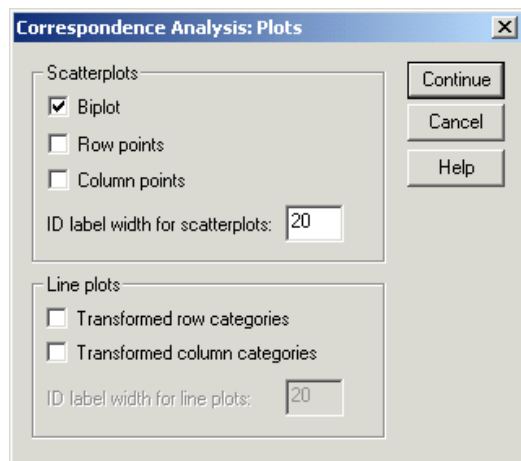 Correspondence Analysis: Plots
Scatterplots
Biplot
Row points
Column points
ID label width for scatterplots: 20
Line plots
Transformed row categories
Transformed column categories
ID label width for line plots: 20
Continue
Cancel
Help